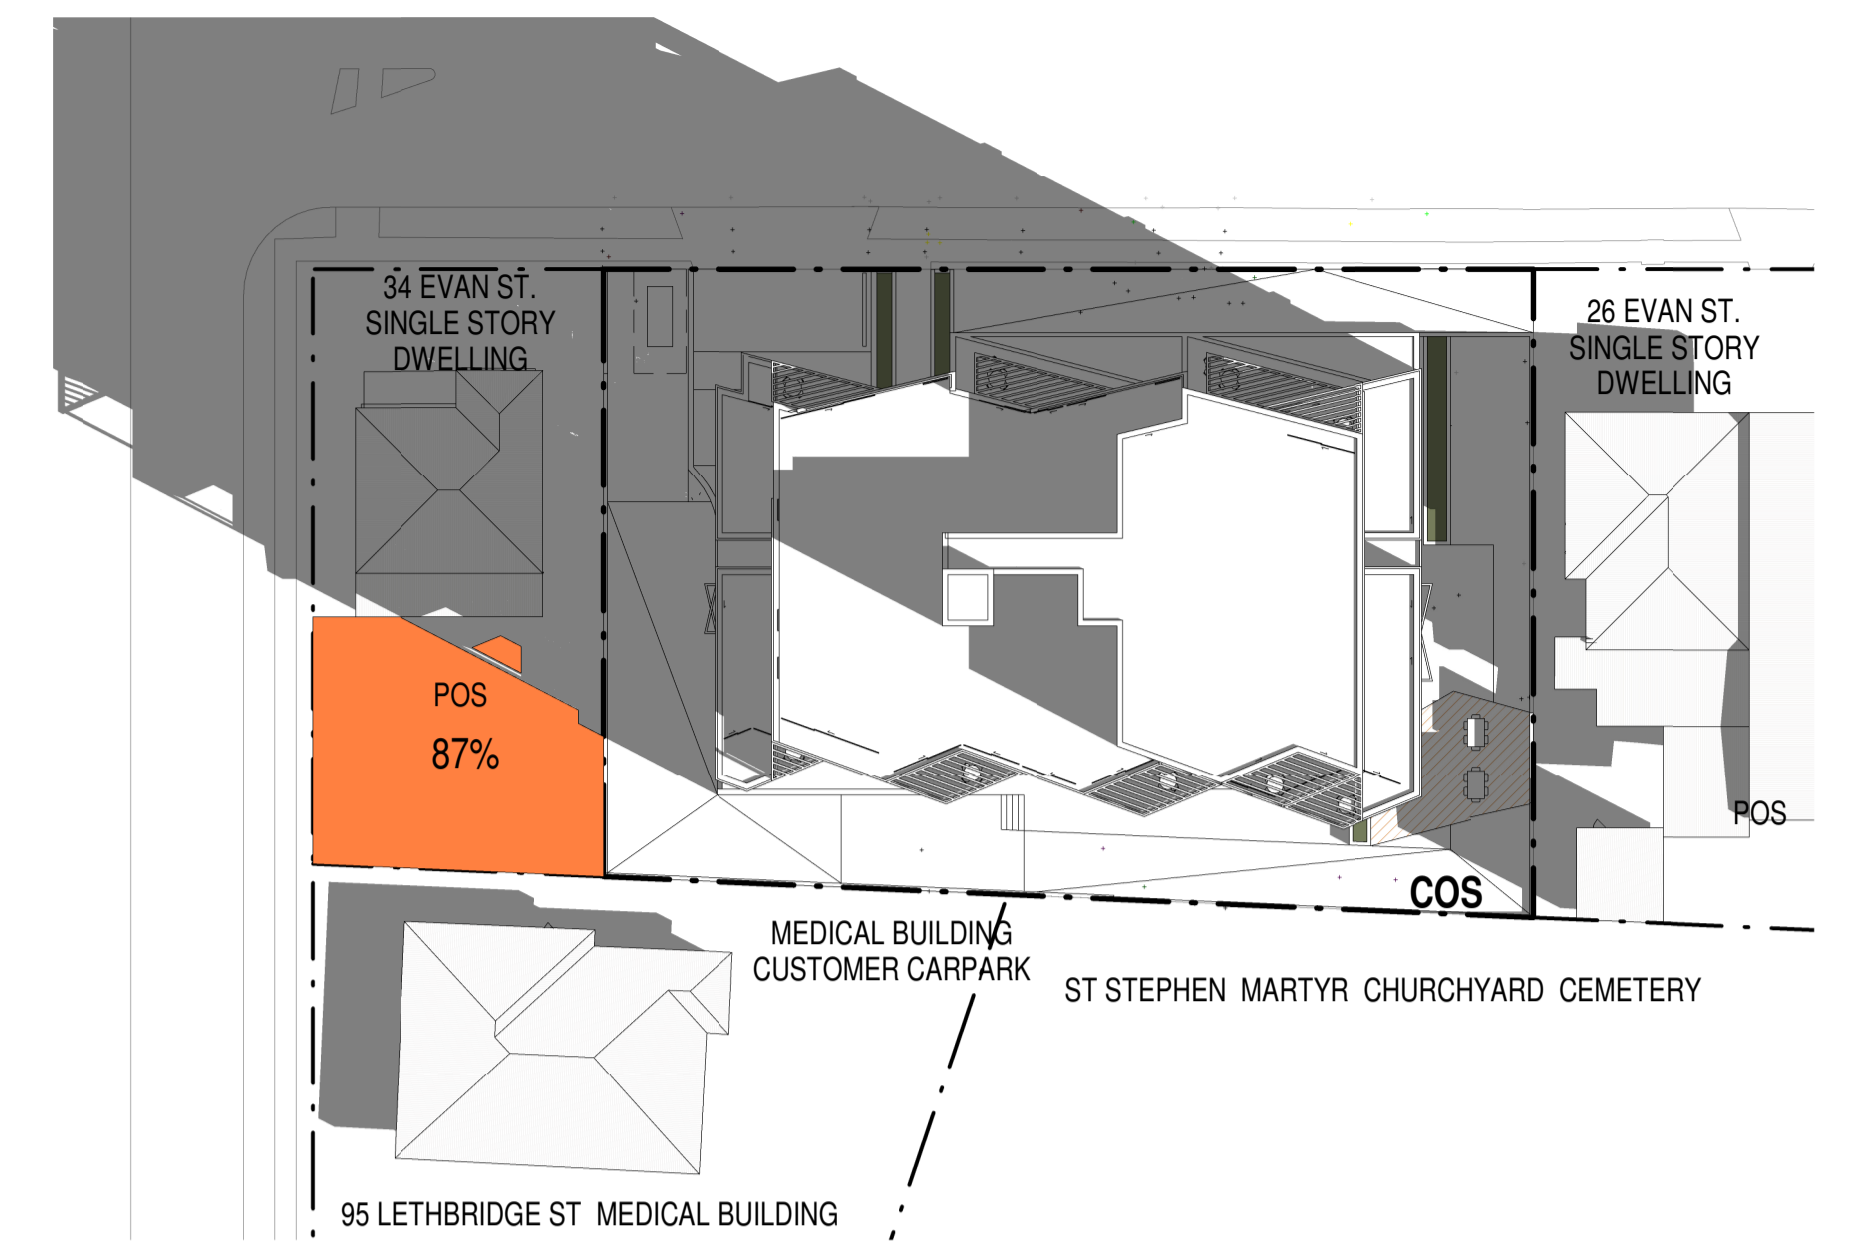 34 EVAN ST.
SINGLE STORY
DWELLING
26 EVAN ST.
SINGLE STORY
DWELLING
POS
87%
POS
COS
MEDICAL BUILDING
CUSTOMER CARPARK
ST STEPHEN MARTYR CHURCHYARD CEMETERY
95 LETHBRIDGE ST MEDICAL BUILDING